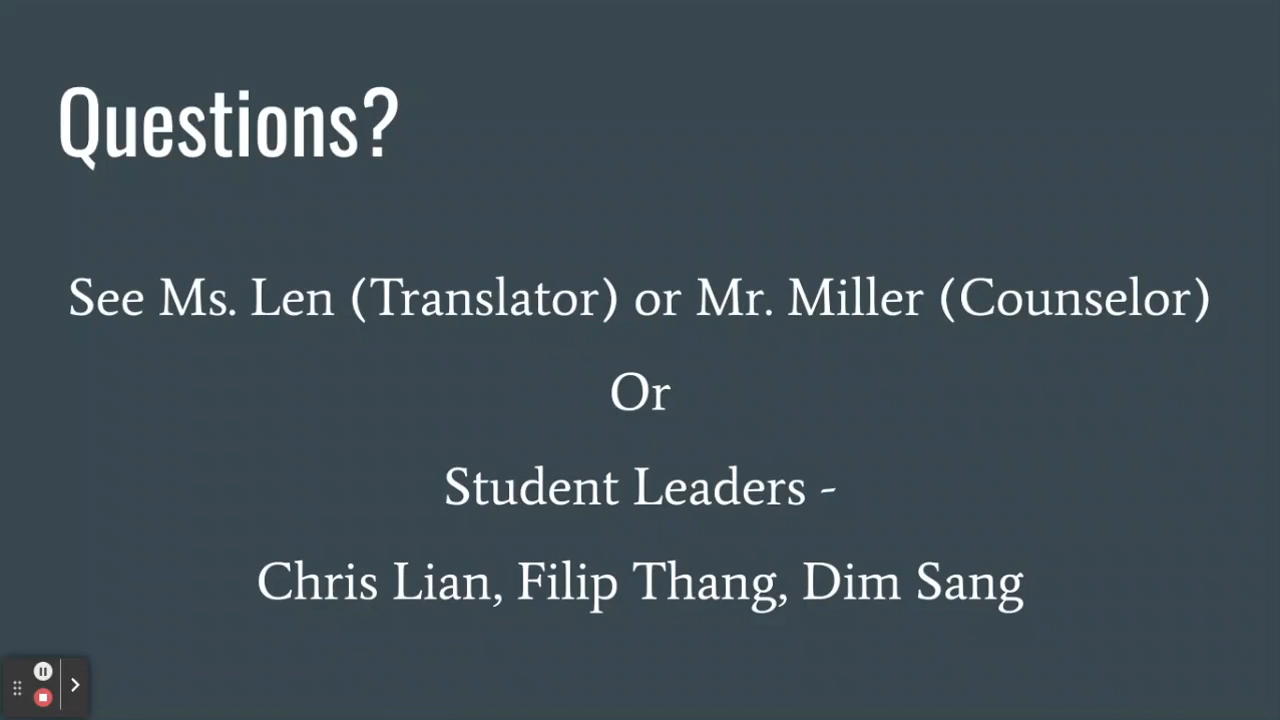 Questions?
See Ms. Len (Translator) or Mr. Miller (Counselor)
Or
Student Leaders -
Chris Lian, Filip Thang, Dim Sang